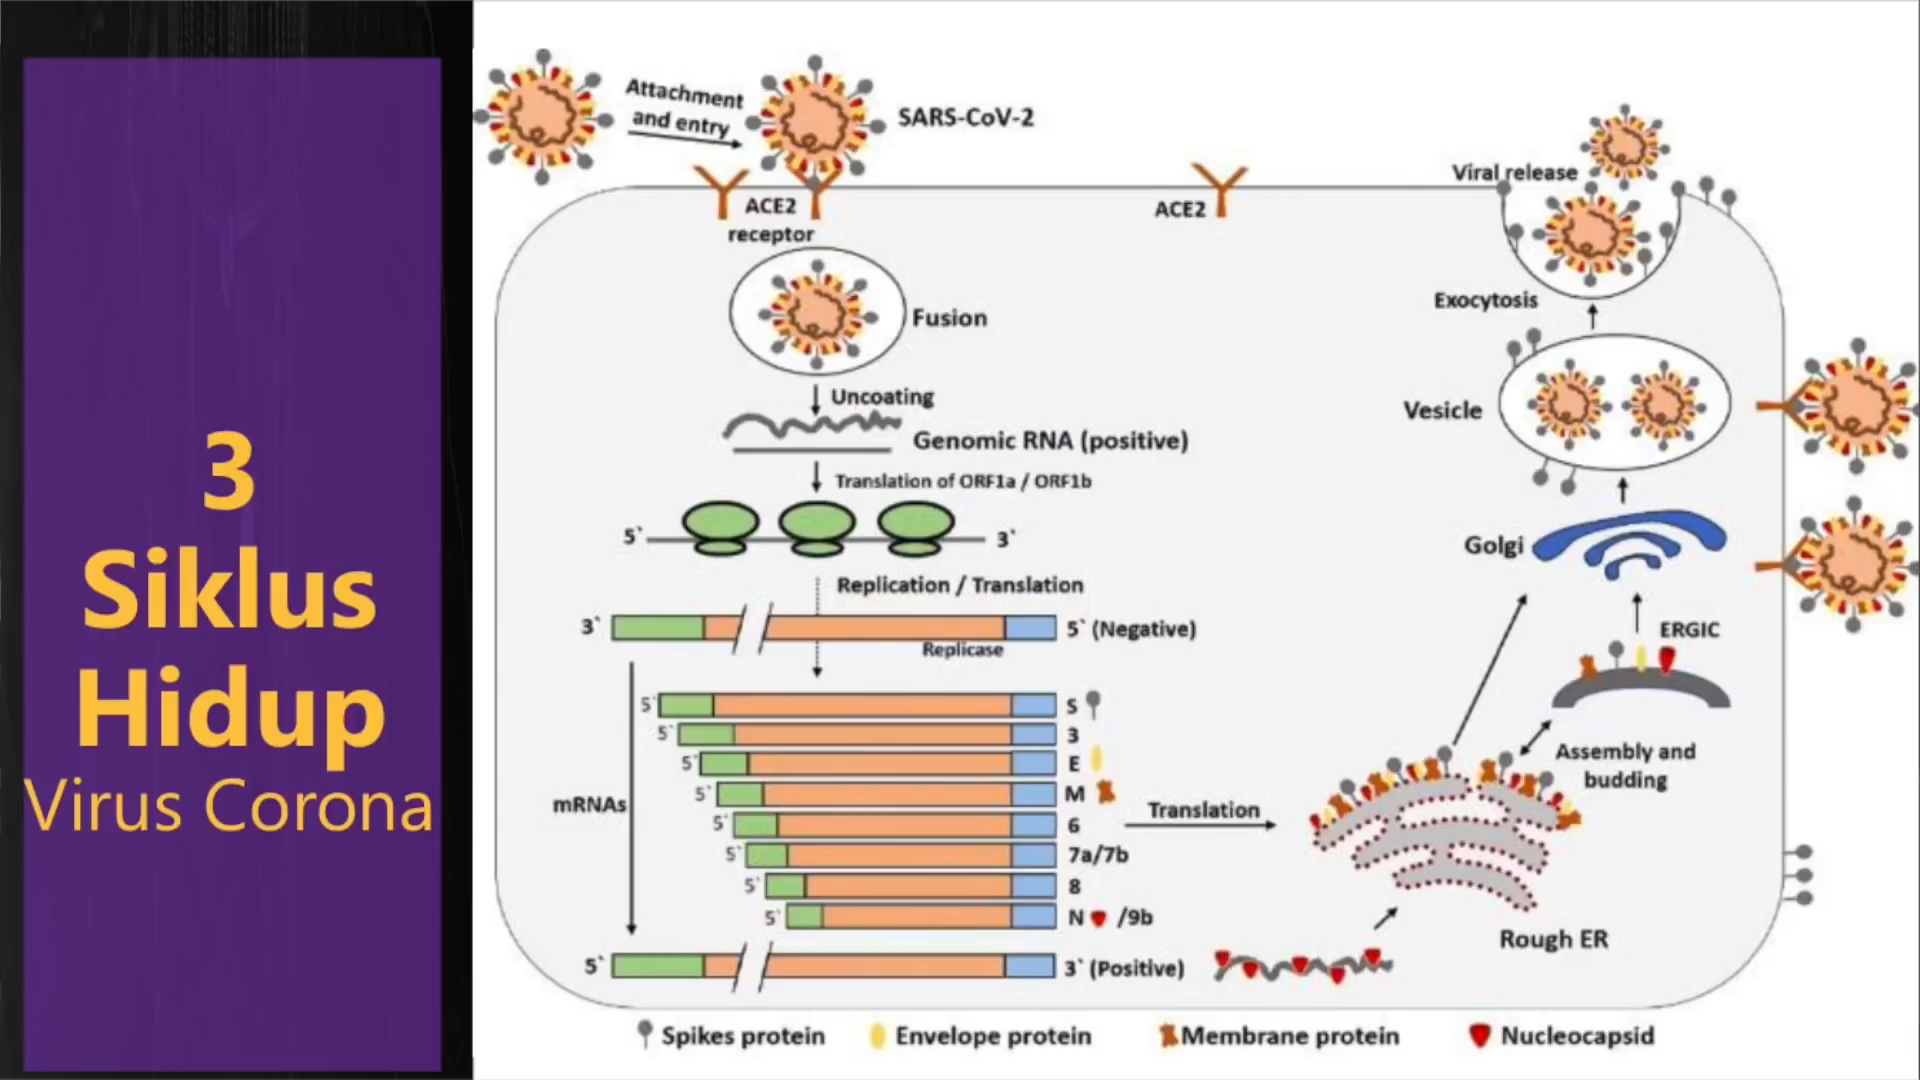 3
Siklus
Hidup
Virus Corona
Attachment
and entry
SARS-CoV-2
ACE2
receptor
ACE2
Viral release
Fusion
Exocytosis
Uncoating
Genomic RNA (positive)
Vesicle
Translation of ORF1a / ORF1b
5` 3`
Golgi
Replication / Translation
3` 5` (Negative)
Replicase
ERGIC
5` S
5` 3
5` E
Assembly and
budding
mRNAs
5` M
Translation
5` 6
5` 7a/7b
5` 8
5` N /9b
Rough ER
5` 3` (Positive)
Spikes protein
Envelope protein
Membrane protein
Nucleocapsid